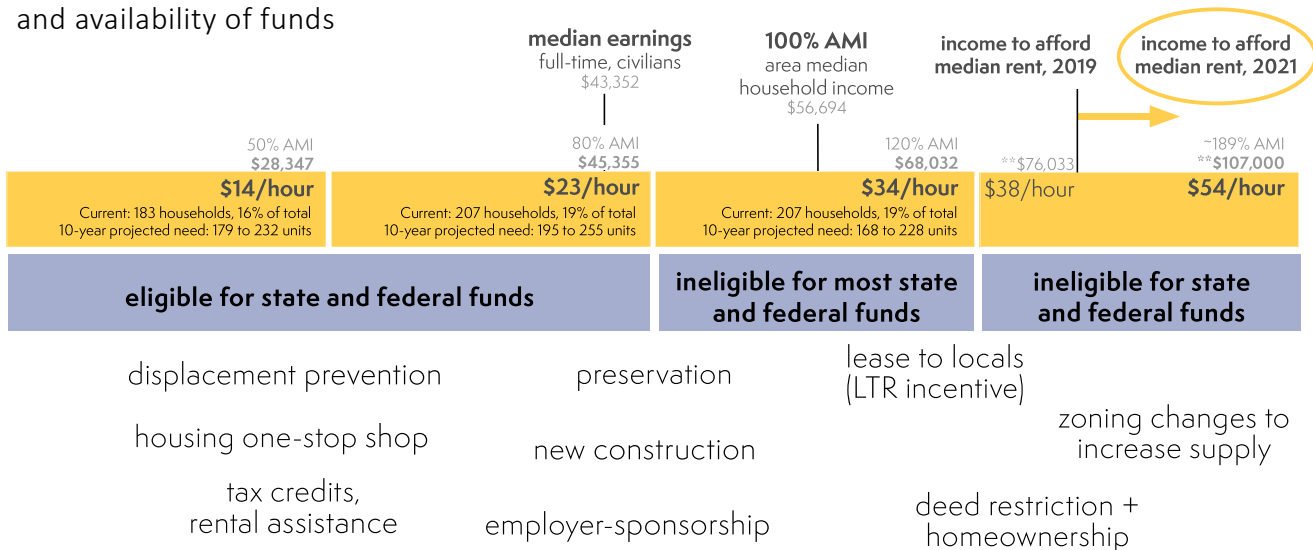 and availability of funds
median earnings
full-time, civilians
$43,352
100% AMI
area median
household income
$56,694
income to afford
median rent, 2019
income to afford
median rent, 2021
50% AMI
$28,347
80% AMI
$45,355
120% AMI
$68,032
**$76,033
~189% AMI
**$107,000
$14/hour
Current: 183 households, 16% of total
10-year projected need: 179 to 232 units
$23/hour
Current: 207 households, 19% of total
10-year projected need: 195 to 255 units
$34/hour
Current: 207 households, 19% of total
10-year projected need: 168 to 228 units
$38/hour
$54/hour
eligible for state and federal funds
ineligible for most state
and federal funds
ineligible for state
and federal funds
displacement prevention
preservation
lease to locals
(LTR incentive)
housing one-stop shop
new construction
zoning changes to
increase supply
tax credits,
rental assistance
employer-sponsorship
deed restriction +
homeownership